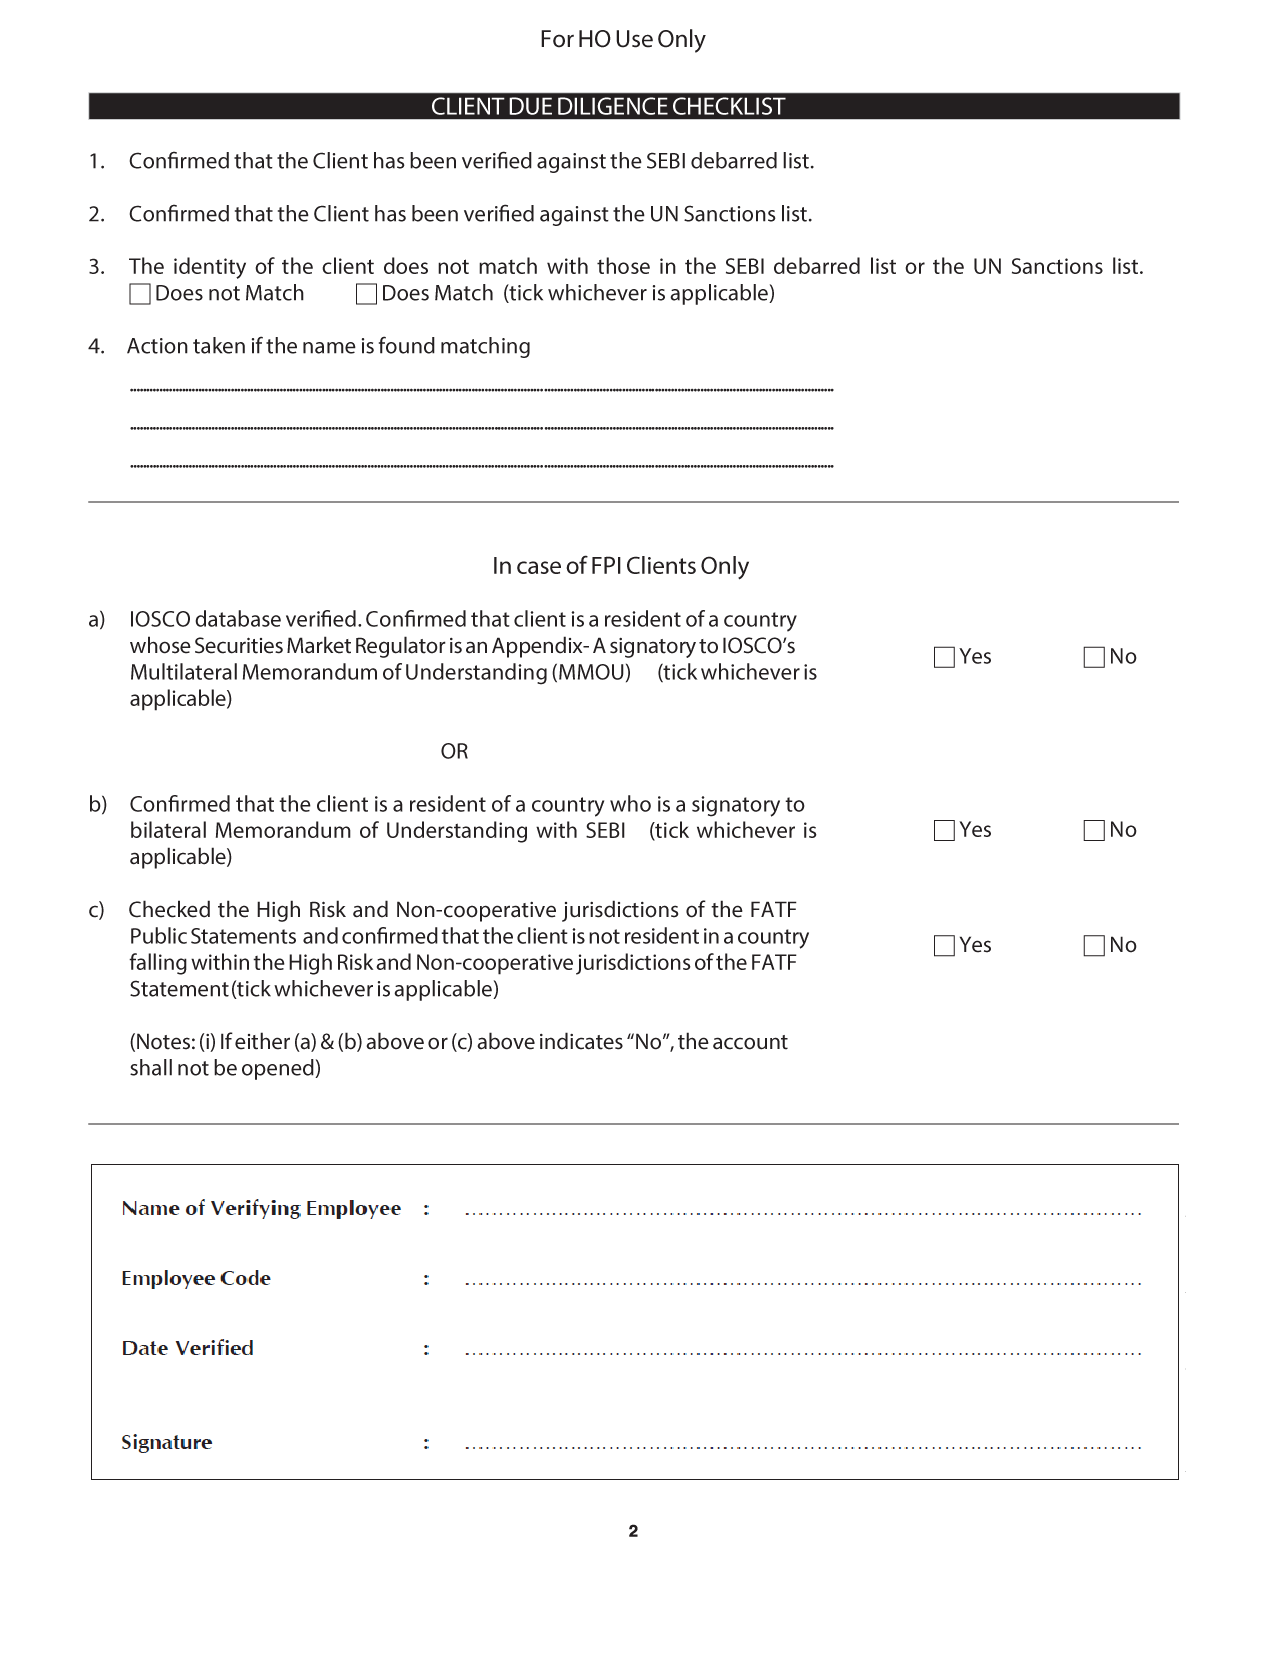 For HO Use Only
CLIENT DUE DILIGENCE CHECKLIST
1. Confirmed that the Client has been verified against the SEBI debarred list.
2. Confirmed that the Client has been verified against the UN Sanctions list.
3. The identity of the client does not match with those in the SEBI debarred list or the UN Sanctions list.
Does not Match Does Match (tick whichever is applicable)
4. Action taken if the name is found matching
In case of FPI Clients Only
a) IOSCO database verified. Confirmed that client is a resident of a country
whose Securities Market Regulator is an Appendix- A signatory to IOSCO’s
Multilateral Memorandum of Understanding (MMOU) (tick whichever is
applicable)
Yes No
OR
b) Confirmed that the client is a resident of a country who is a signatory to
bilateral Memorandum of Understanding with SEBI (tick whichever is
applicable)
Yes No
c) Checked the High Risk and Non-cooperative jurisdictions of the FATF
Public Statements and confirmed that the client is not resident in a country
falling within the High Risk and Non-cooperative jurisdictions of the FATF
Statement (tick whichever is applicable)
Yes No
(Notes: (i) If either (a) & (b) above or (c) above indicates “No”, the account
shall not be opened)
Name of Verifying Employee :
Employee Code :
Date Verified :
Signature :
2